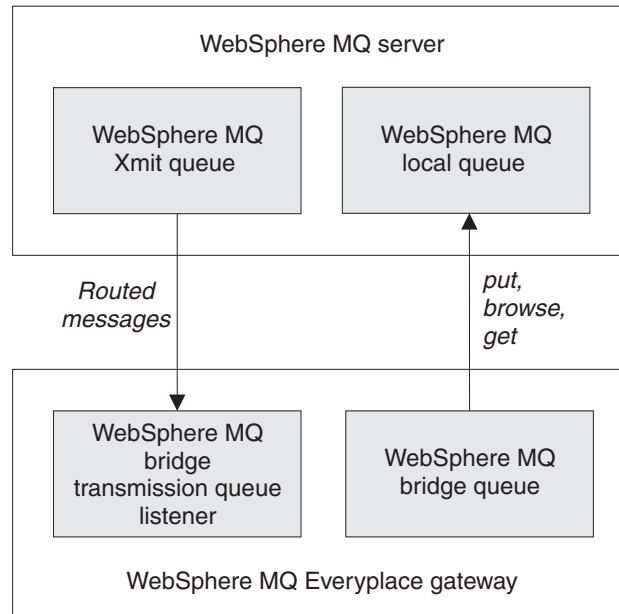 WebSphere MQ server
WebSphere MQ
Xmit queue
WebSphere MQ
local queue
Routed
messages
put,
browse,
get
WebSphere MQ
bridge
transmission queue
listener
WebSphere MQ
bridge queue
WebSphere MQ Everyplace gateway